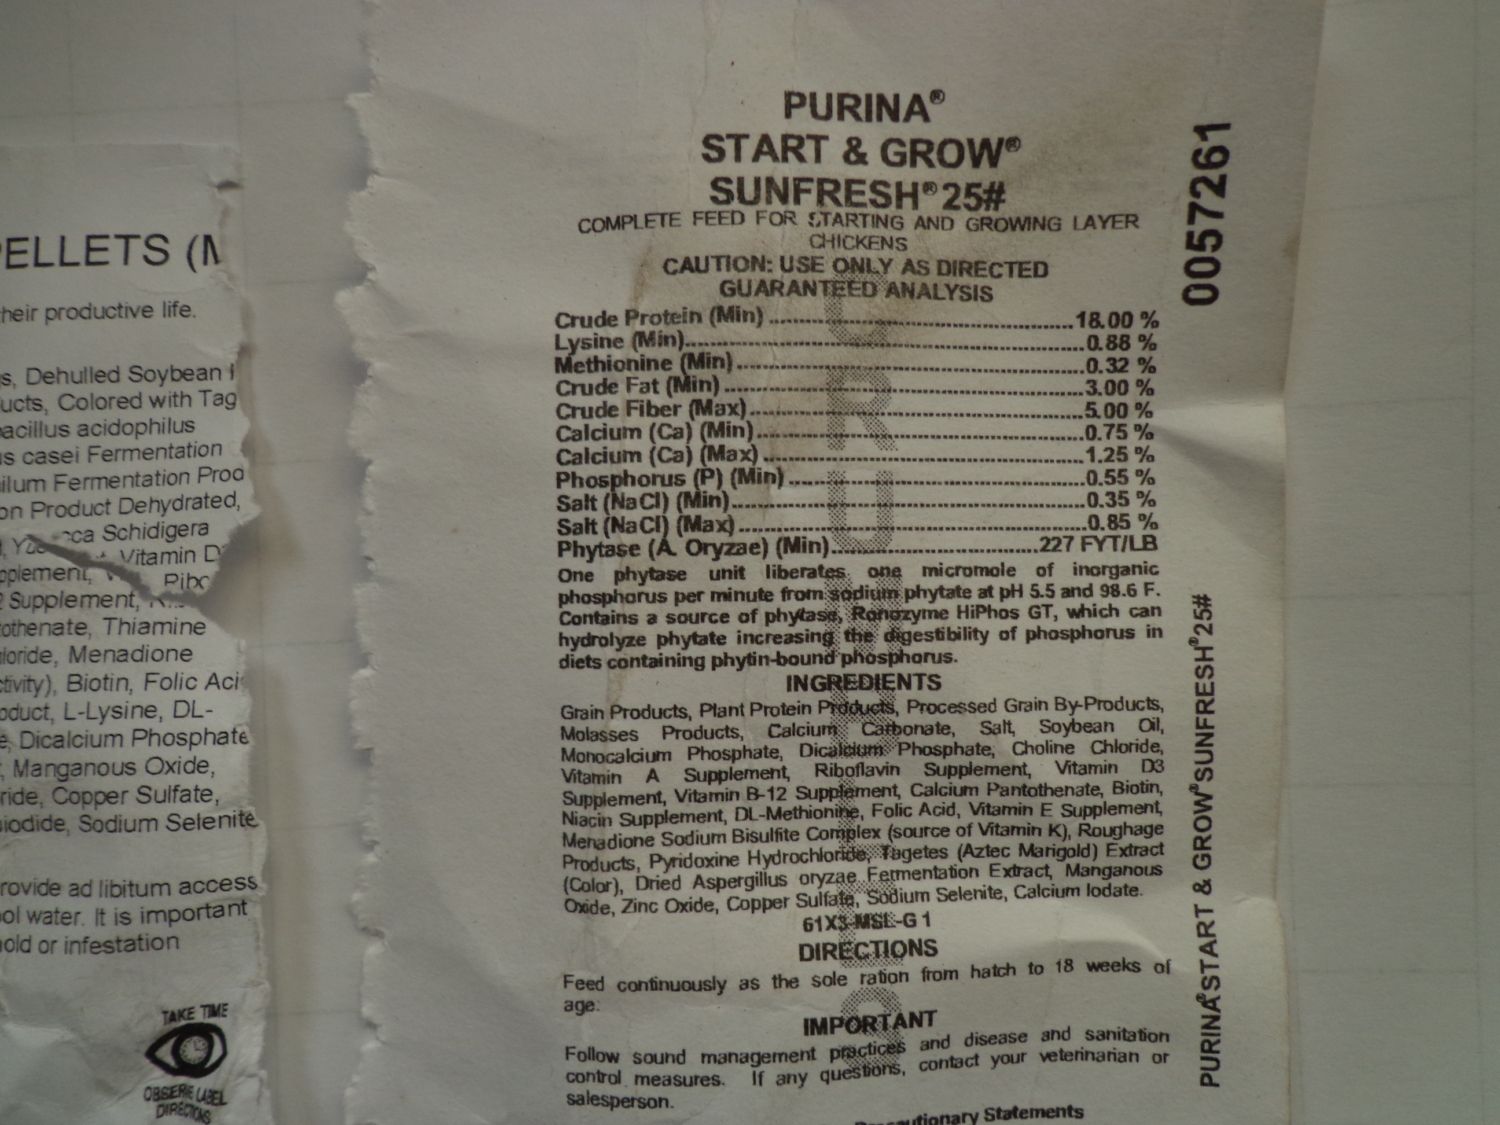 PURINA®
START & GROW®
SUNFRESH® 25#
COMPLETE FEED FOR STARTING AND GROWING LAYER
CHICKENS
CAUTION: USE ONLY AS DIRECTED
GUARANTEED ANALYSIS
Crude Protein (Min) ........ 18.00 %
Lysine (Min) ........ 0.88 %
Methionine (Min) ........ 0.32 %
Crude Fat (Min) ........ 3.00 %
Crude Fiber (Max) ........ 5.00 %
Calcium (Ca) (Min) ........ 0.75 %
Calcium (Ca) (Max) ........ 1.25 %
Phosphorus (P) (Min) ........ 0.55 %
Salt (NaCl) (Min) ........ 0.35 %
Salt (NaCl) (Max) ........ 0.85 %
Phytase (A. Oryzae) (Min) ........ 227 FYT/LB
One phytase unit liberates one micromole of inorganic
phosphorus per minute from sodium phytate at pH 5.5 and 98.6 F.
Contains a source of phytase, Ronozyme HiPhos GT, which can
hydrolyze phytate increasing the digestibility of phosphorus in
diets containing phytin-bound phosphorus.
INGREDIENTS
Grain Products, Plant Protein Products, Processed Grain By-Products,
Molasses Products, Calcium Carbonate, Salt, Soybean Oil,
Monocalcium Phosphate, Dicalcium Phosphate, Choline Chloride,
Vitamin A Supplement, Riboflavin Supplement, Vitamin D3
Supplement, Vitamin B-12 Supplement, Calcium Pantothenate, Biotin,
Niacin Supplement, DL-Methionine, Folic Acid, Vitamin E Supplement,
Menadione Sodium Bisulfite Complex (source of Vitamin K), Roughage
Products, Pyridoxine Hydrochloride, Tagetes (Aztec Marigold) Extract
(Color), Dried Aspergillus oryzae Fermentation Extract, Manganous
Oxide, Zinc Oxide, Copper Sulfate, Sodium Selenite, Calcium Iodate.
61X3-MSL-G 1
DIRECTIONS
Feed continuously as the sole ration from hatch to 18 weeks of
age.
IMPORTANT
Follow sound management practices and disease and sanitation
control measures. If any questions, contact your veterinarian or
salesperson.
Statements
0057261
PURINA® START & GROW® SUNFRESH® 25#
ELLETS (M
heir productive life.
s, Dehulled Soybean
ucts, Colored with Tag
acillus acidophilus
us casei Fermentation
ilum Fermentation Prod
on Product Dehydrated,
Schidigera
Vitamin D
pplement,
Ribo
Supplement,
tothenate, Thiamine
loride, Menadione
ctivity), Biotin, Folic Aci
oduct, L-Lysine, DL-
e, Dicalcium Phosphate
, Manganous Oxide,
ride, Copper Sulfate,
iodide, Sodium Selenite
rovide ad libitum access
ool water. It is important
old or infestation
TAKE TIME
OBSERVE LABEL
DIRECTIONS